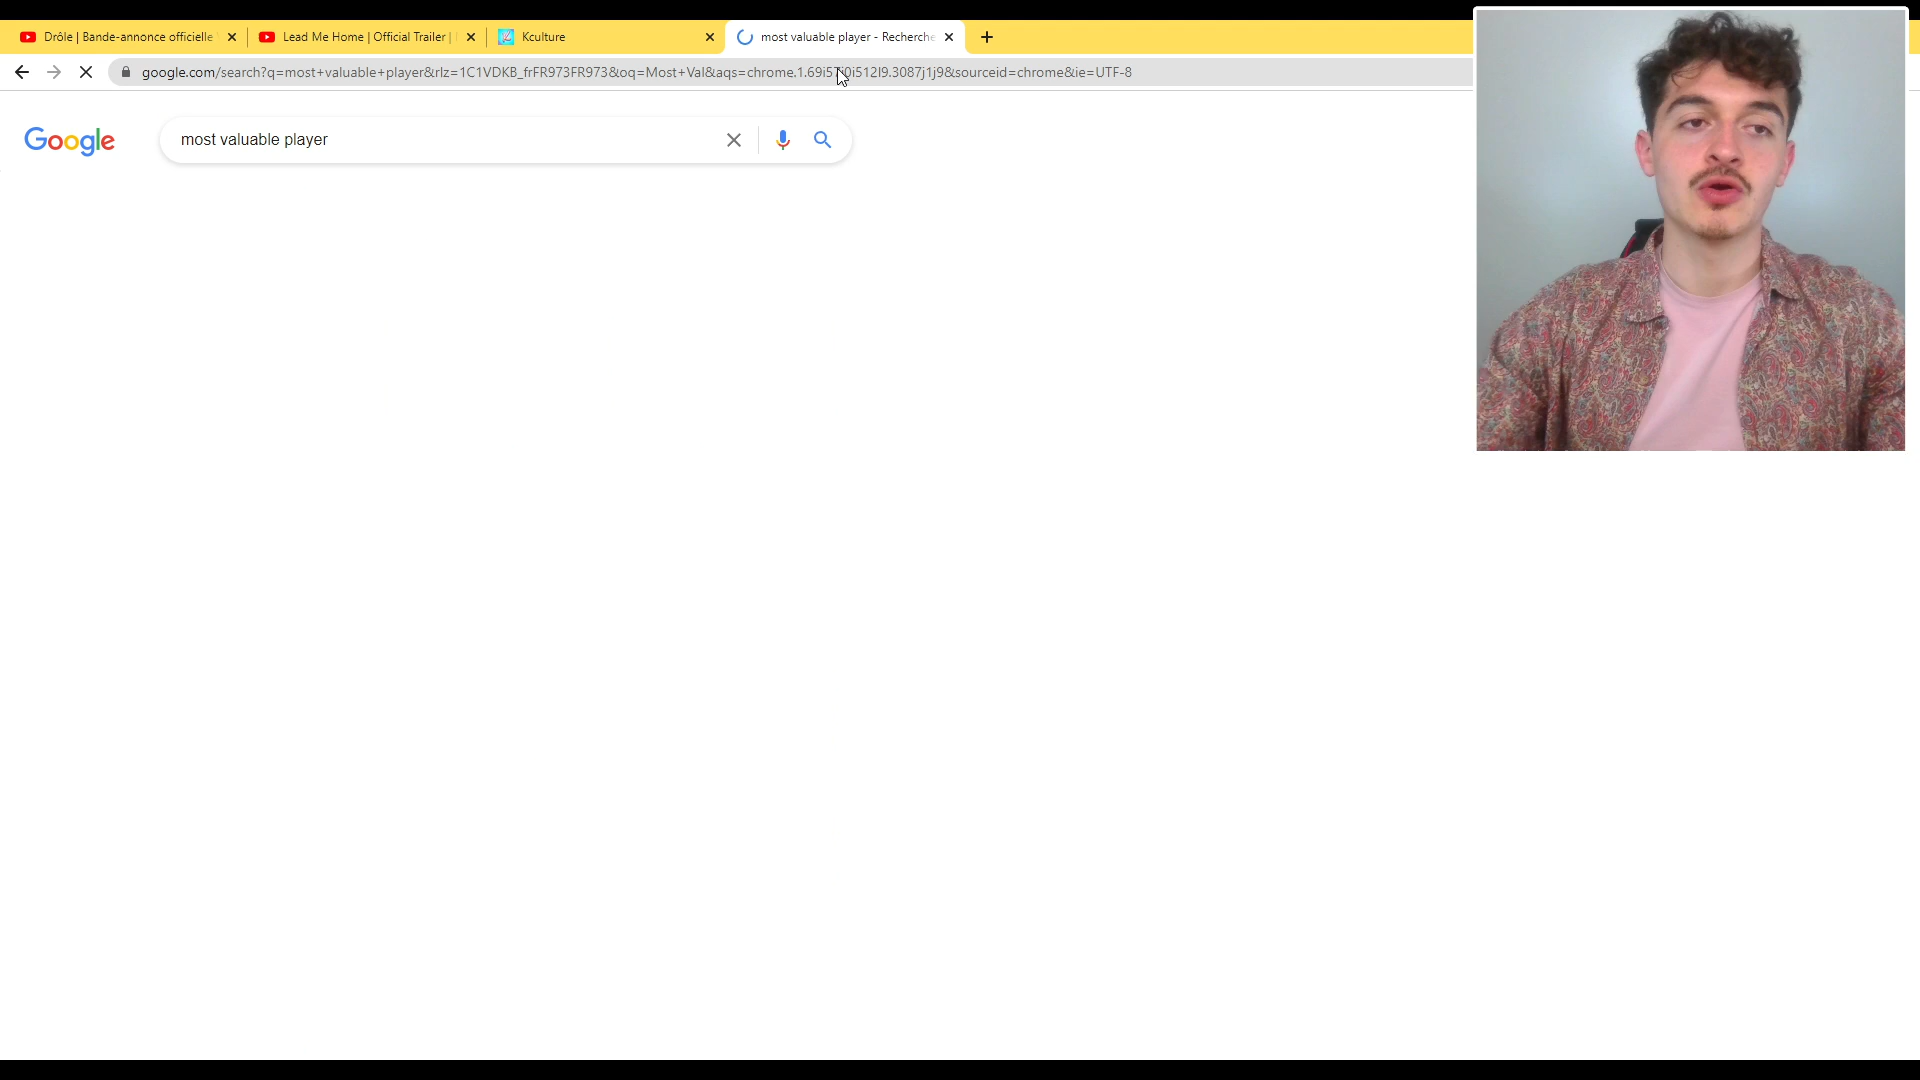 Drôle | Bande-annonce officielle
Lead Me Home | Official Trailer |
Kculture
most valuable player - Recherche
google.com/search?q=most+valuable+player&rlz=1C1VDKB_frFR973FR973&oq=Most+Val&aqs=chrome.1.69i57j0i512l9.3087j1j9&sourceid=chrome&ie=UTF-8
Google
most valuable player